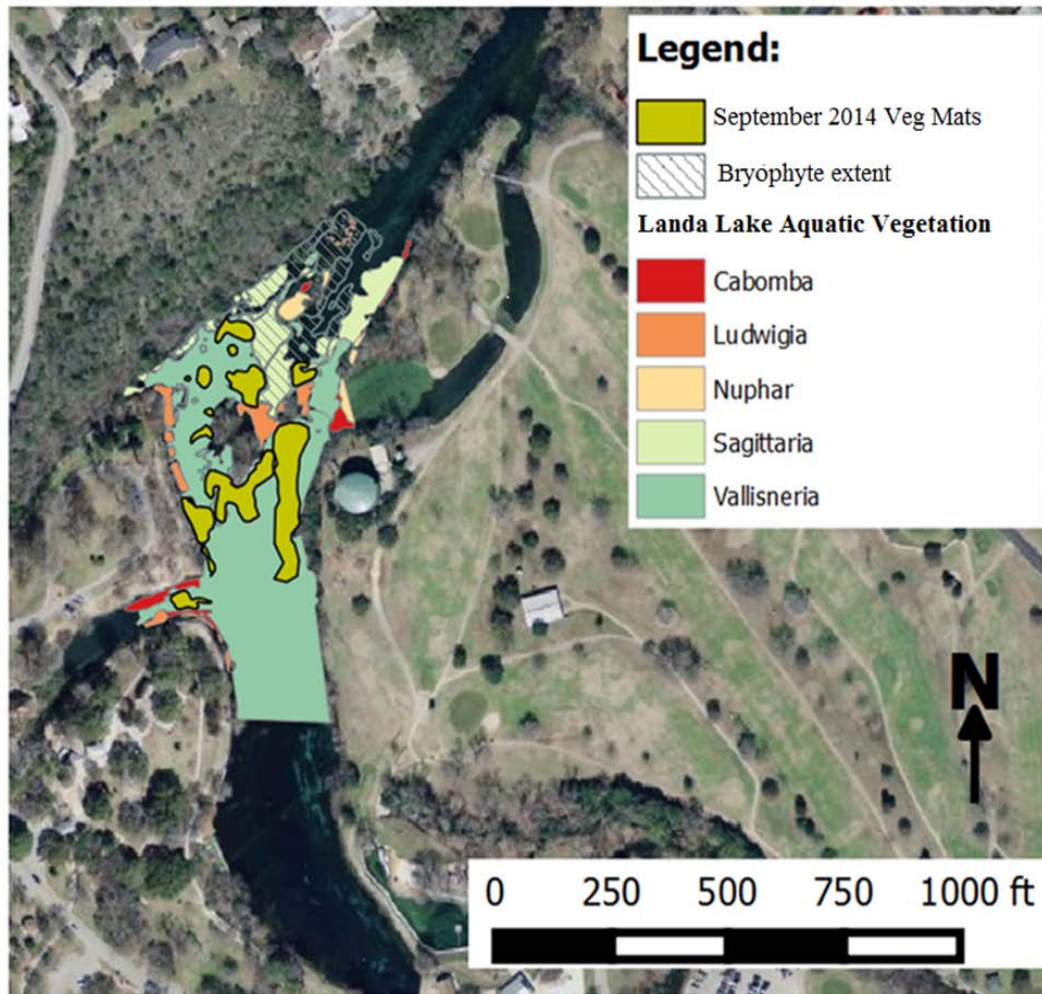 Legend:
September 2014 Veg Mats
Bryophyte extent
Landa Lake Aquatic Vegetation
Cabomba
Ludwigia
Nuphar
Sagittaria
Vallisneria
N
0 250 500 750 1000 ft